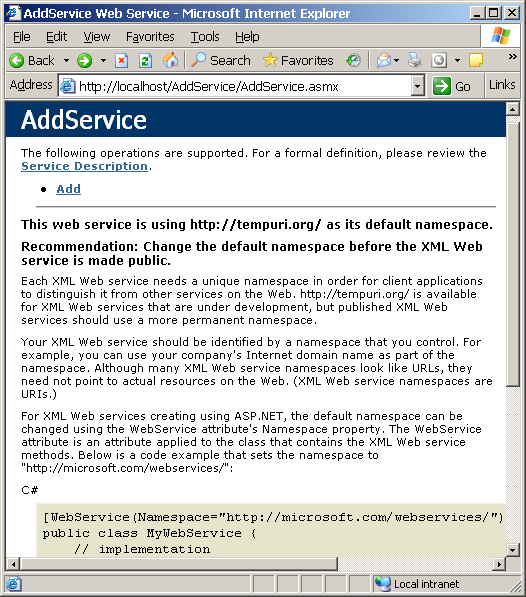 AddService Web Service - Microsoft Internet Explorer
File Edit View Favorites Tools Help
Back Search Favorites »
Address http://localhost/AddService/AddService.asmx Go Links
AddService
The following operations are supported. For a formal definition, please review the
Service Description.
• Add
This web service is using http://tempuri.org/ as its default namespace.
Recommendation: Change the default namespace before the XML Web
service is made public.
Each XML Web service needs a unique namespace in order for client applications
to distinguish it from other services on the Web. http://tempuri.org/ is available
for XML Web services that are under development, but published XML Web
services should use a more permanent namespace.
Your XML Web service should be identified by a namespace that you control. For
example, you can use your company's Internet domain name as part of the
namespace. Although many XML Web service namespaces look like URLs, they
need not point to actual resources on the Web. (XML Web service namespaces are
URIs.)
For XML Web services creating using ASP.NET, the default namespace can be
changed using the WebService attribute's Namespace property. The WebService
attribute is an attribute applied to the class that contains the XML Web service
methods. Below is a code example that sets the namespace to
"http://microsoft.com/webservices/":
C#
[WebService(Namespace="http://microsoft.com/webservices/")
public class MyWebService {
// implementation
Local intranet